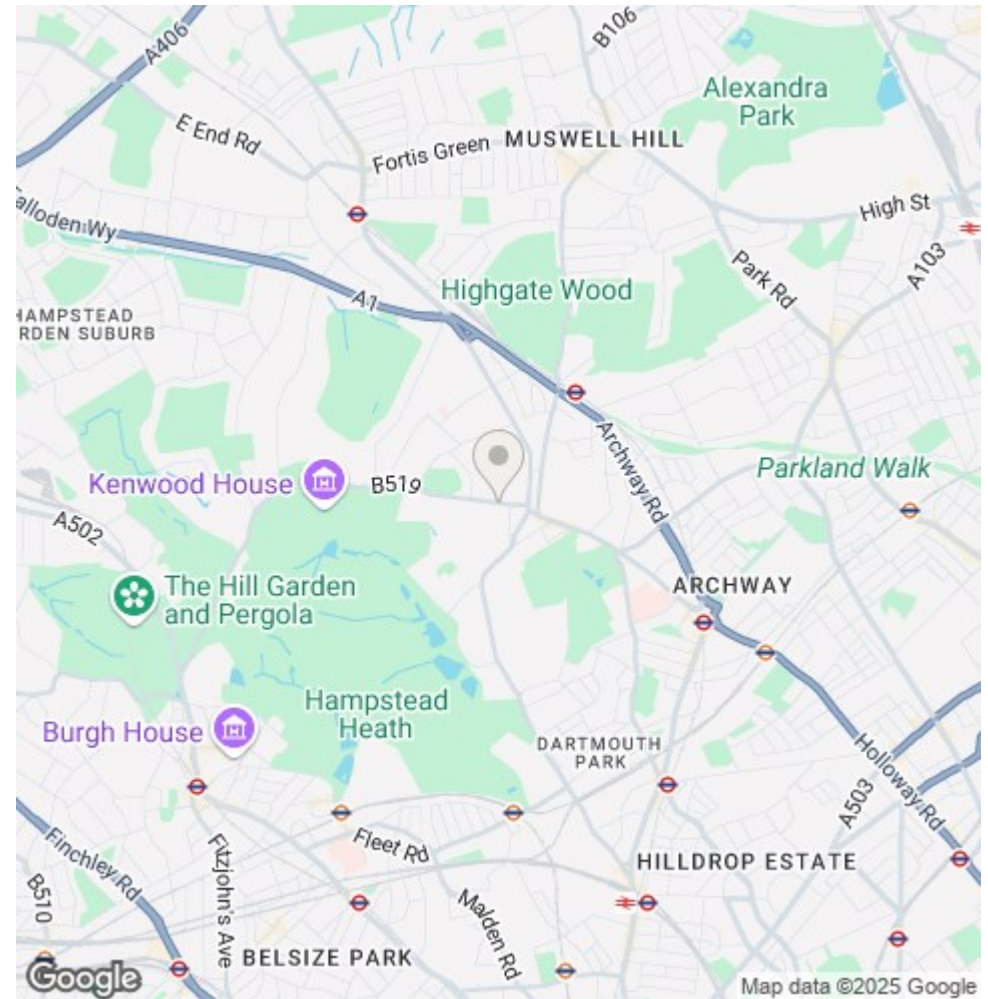 A406
B106
Alexandra
Park
E End Rd
Fortis Green
MUSWELL HILL
High St
alloden Wy
A103
Park Rd
Highgate Wood
A1
HAMPSTEAD
RDEN SUBURB
Archway Rd
Parkland Walk
Kenwood House
B519
A502
The Hill Garden
and Pergola
ARCHWAY
Hampstead
Heath
Burgh House
DARTMOUTH
PARK
Holloway Rd
A503
Fleet Rd
Finchley Rd
Fitzjohn's Ave
HILLDROP ESTATE
B510
Malden Rd
BELSIZE PARK
Google
Map data ©2025 Google